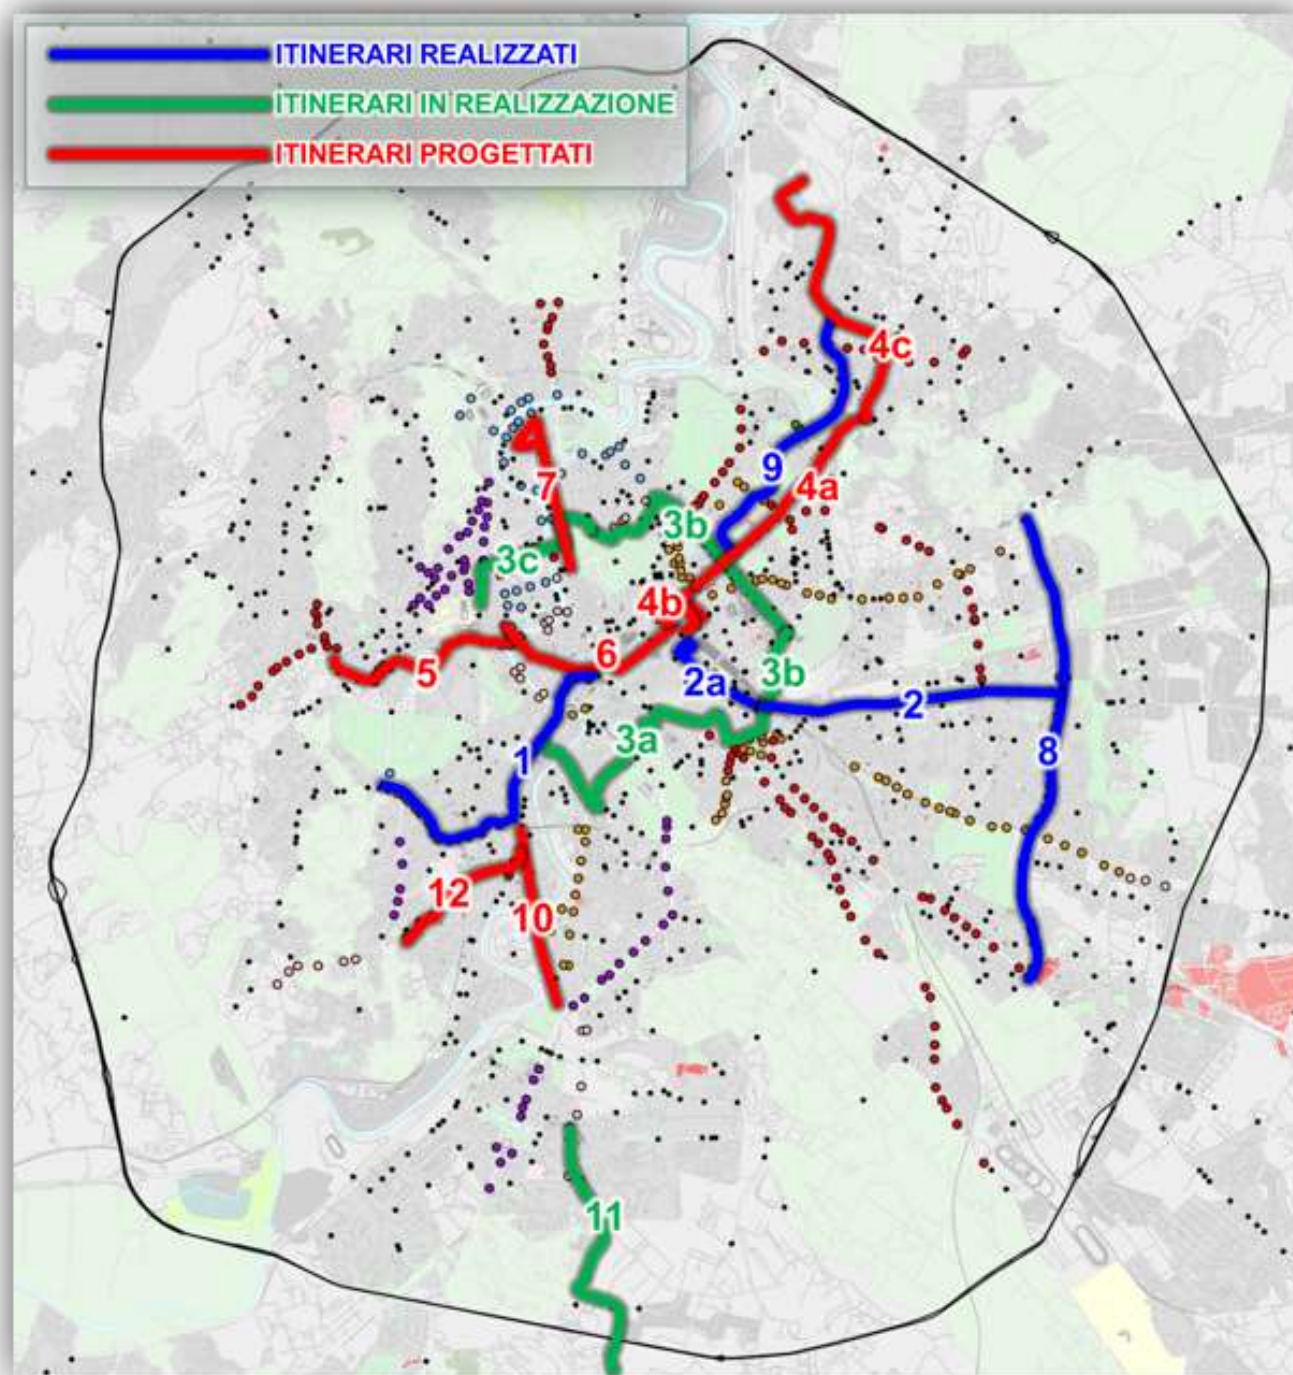 ITINERARI REALIZZATI
ITINERARI IN REALIZZAZIONE
ITINERARI PROGETTATI
4c
9
4a
7
3b
3c
4b
6
5
3b
2a
2
3a
8
1
12
10
11